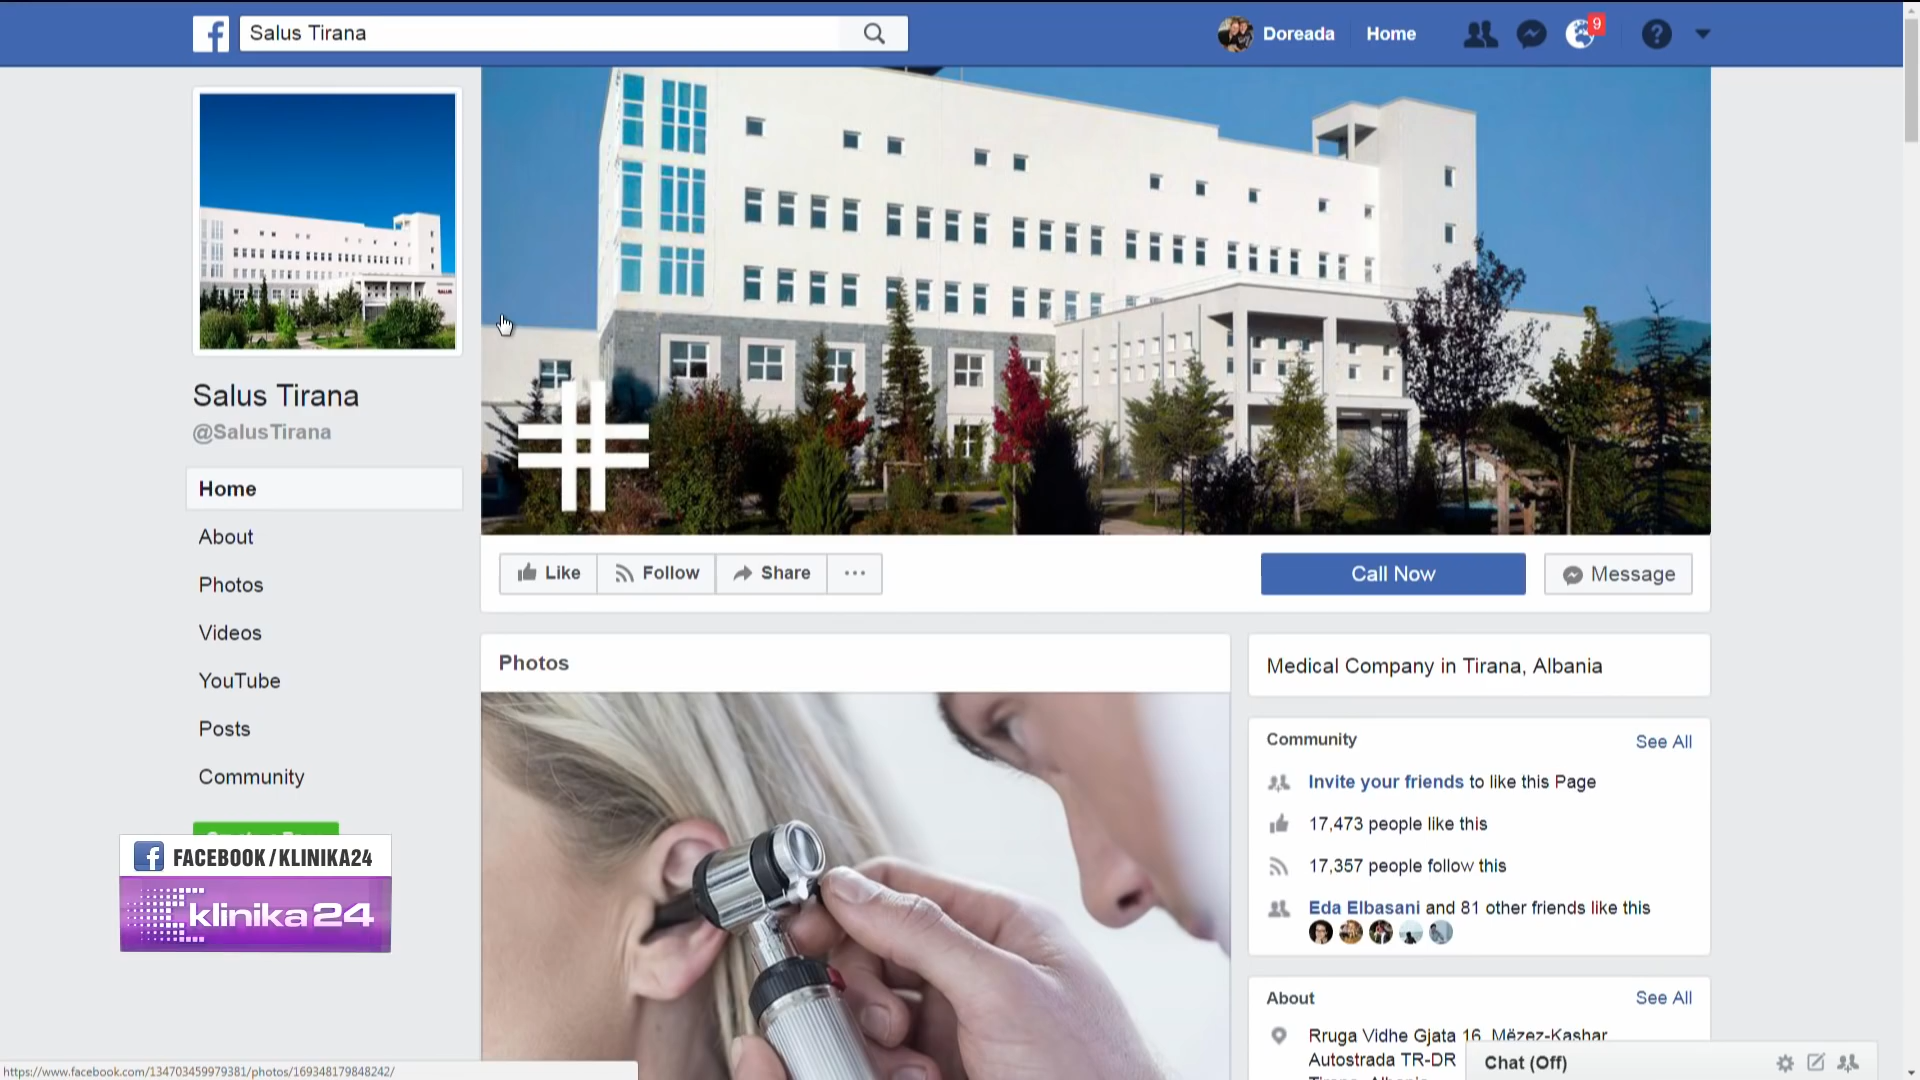 Salus Tirana
Doreada
Home
9
Salus Tirana
@SalusTirana
Home
About
Photos
Videos
YouTube
Posts
Community
FACEBOOK/KLINIKA24
klinika 24
Like
Follow
Share
Call Now
Message
Photos
Medical Company in Tirana, Albania
Community
See All
Invite your friends to like this Page
17,473 people like this
17,357 people follow this
Eda Elbasani and 81 other friends like this
About
See All
Rruga Vidhe Gjata 16, Mëzez-Kashar
Autostrada TR-DR
Chat (Off)
https://www.facebook.com/134703459979381/photos/169348179848242/